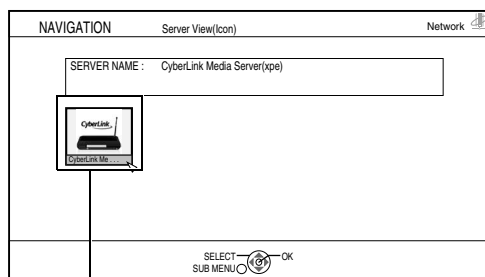 NAVIGATION Server View(Icon) Network
SERVER NAME : CyberLink Media Server(xpe)
CyberLink
CyberLink Me . . .
SELECT OK
SUB MENU